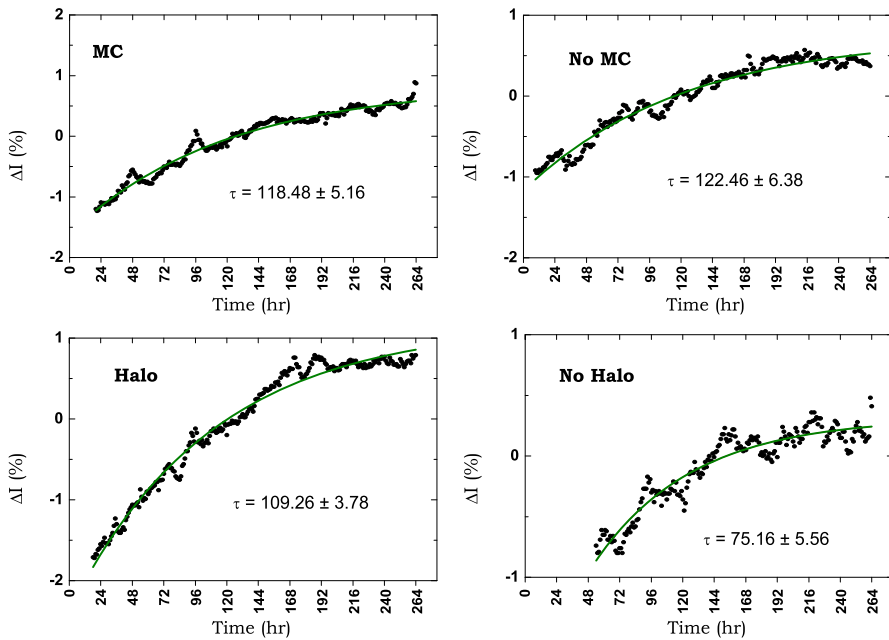 2
MC
1
ΔI (%)
0
τ = 118.48 ± 5.16
-1
-2
0 24 48 72 96 120 144 168 192 216 240 264
Time (hr)
1
No MC
0
ΔI (%)
τ = 122.46 ± 6.38
-1
-2
0 24 48 72 96 120 144 168 192 216 240 264
Time (hr)
1
Halo
0
ΔI (%)
-1
τ = 109.26 ± 3.78
-2
0 24 48 72 96 120 144 168 192 216 240 264
Time (hr)
1
No Halo
ΔI (%)
0
τ = 75.16 ± 5.56
-1
0 24 48 72 96 120 144 168 192 216 240 264
Time (hr)